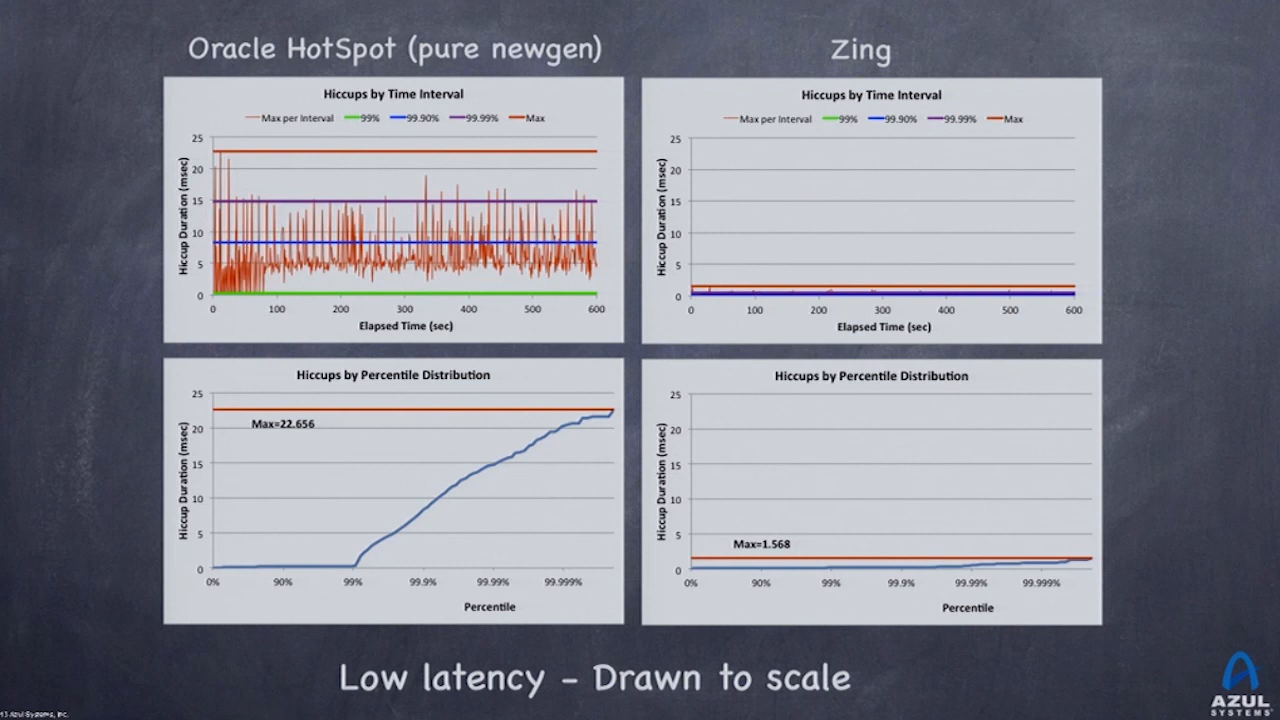 Oracle HotSpot (pure newgen)
Zing
Hiccups by Time Interval
Max per Interval 99% 99.90% 99.99% Max
Hiccup Duration (msec)
25
20
15
10
5
0
0 100 200 300 400 500 600
Elapsed Time (sec)
Hiccups by Time Interval
Max per Interval 99% 99.90% 99.99% Max
Hiccup Duration (msec)
25
20
15
10
5
0
0 100 200 300 400 500 600
Elapsed Time (sec)
Hiccups by Percentile Distribution
Hiccup Duration (msec)
25
20
15
10
5
0
Max=22.656
0% 90% 99% 99.9% 99.99% 99.999%
Percentile
Hiccups by Percentile Distribution
Hiccup Duration (msec)
25
20
15
10
5
0
Max=1.568
0% 90% 99% 99.9% 99.99% 99.999%
Percentile
Low latency - Drawn to scale
AZUL
SYSTEMS
13 Azul Systems, Inc.